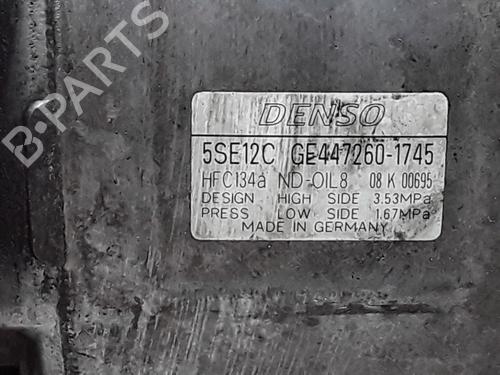 B-PARTS
DENSO
5SE12C GE447260-1745
HFC134a ND-OIL8 08 K 00695
DESIGN HIGH SIDE 3.53MPa
PRESS LOW SIDE 1.67MPa
MADE IN GERMANY